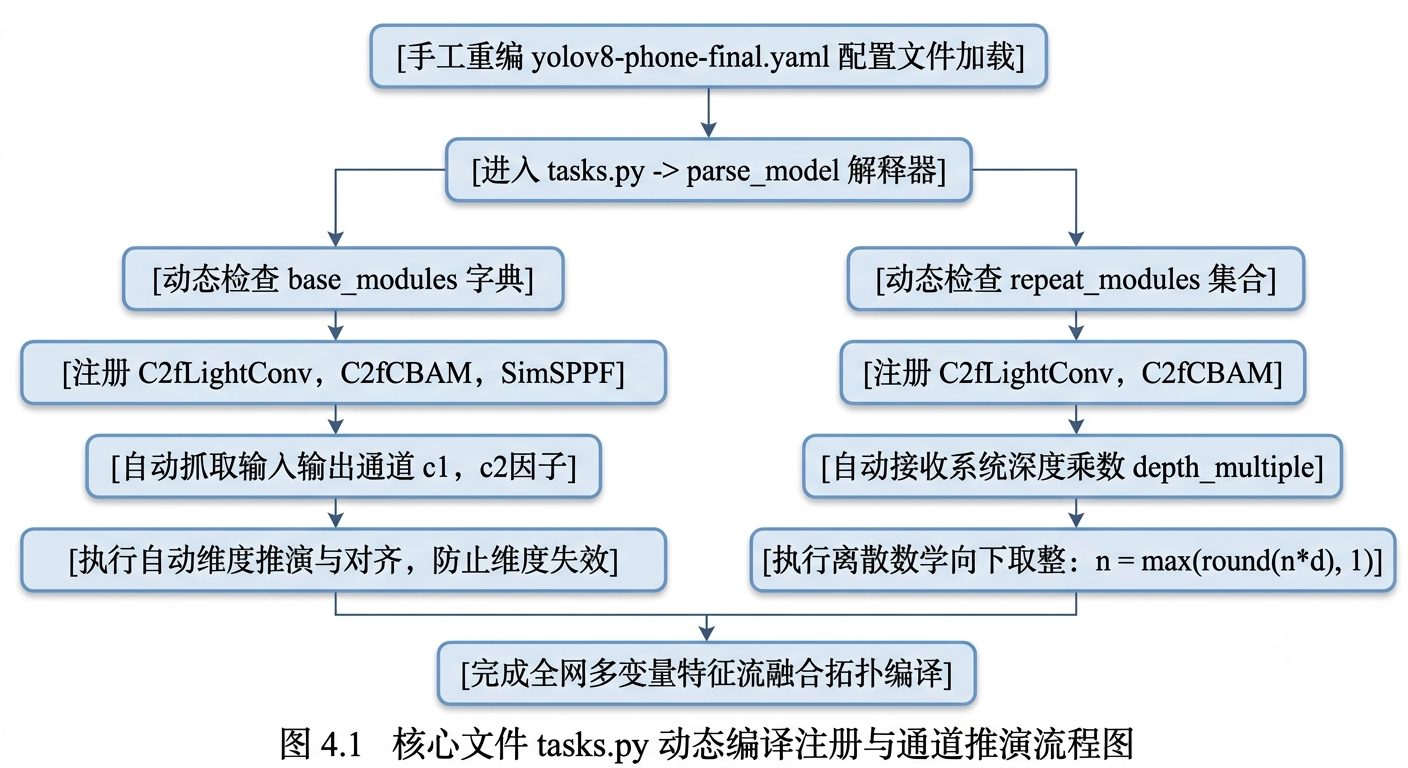 [手工重编 yolov8-phone-final.yaml 配置文件加载]
[进入 tasks.py -> parse_model 解释器]
[动态检查 base_modules 字典]
[注册 C2fLightConv，C2fCBAM，SimSPPF]
[自动抓取输入输出通道 c1，c2因子]
[执行自动维度推演与对齐，防止维度失效]
[动态检查 repeat_modules 集合]
[注册 C2fLightConv，C2fCBAM]
[自动接收系统深度乘数 depth_multiple]
[执行离散数学向下取整：n = max(round(n*d), 1)]
[完成全网多变量特征流融合拓扑编译]
图 4.1 核心文件 tasks.py 动态编译注册与通道推演流程图